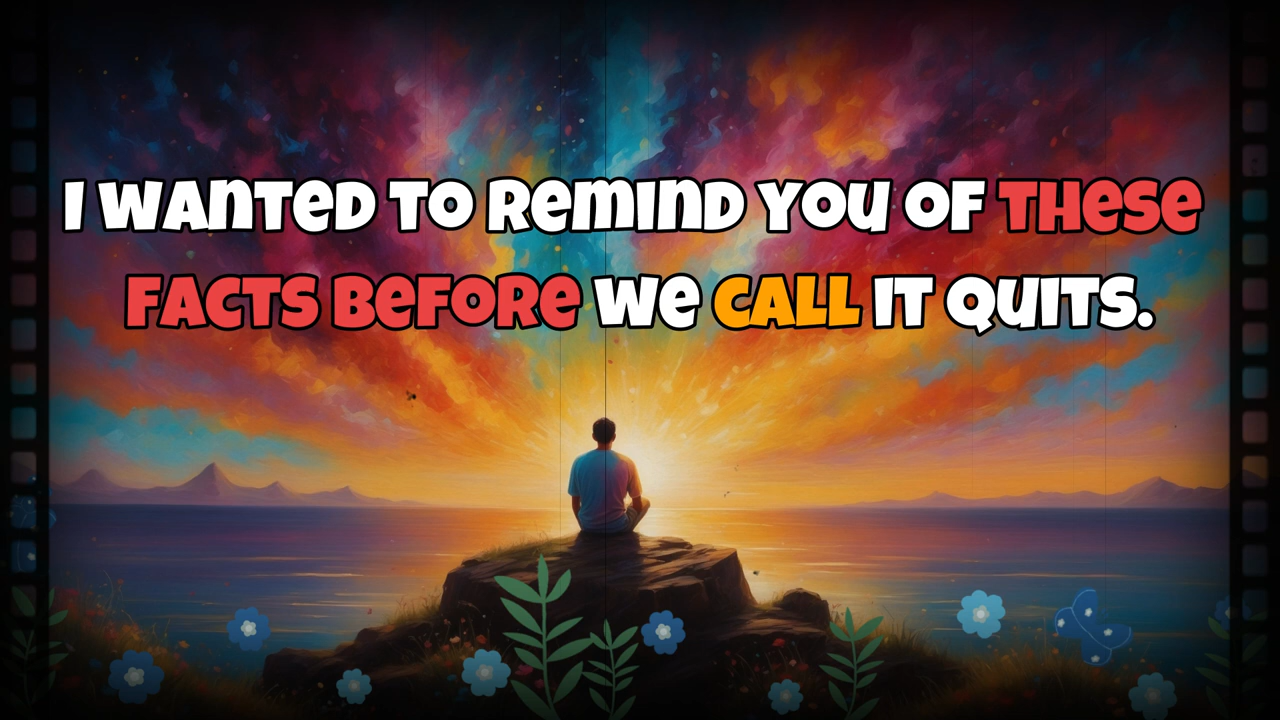 I WANTED TO REMIND YOU OF THESE
FACTS BEFORE WE CALL IT QUITS.